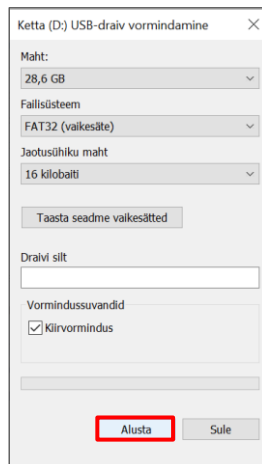 Ketta (D:) USB-draiv vormindamine
Maht:
28,6 GB
Failisüsteem
FAT32 (vaikesäte)
Jaotusühiku maht
16 kilobaiti
Taasta seadme vaikesätted
Draivi silt
Vormindussuvandid
Kiirvormindus
Alusta Sule